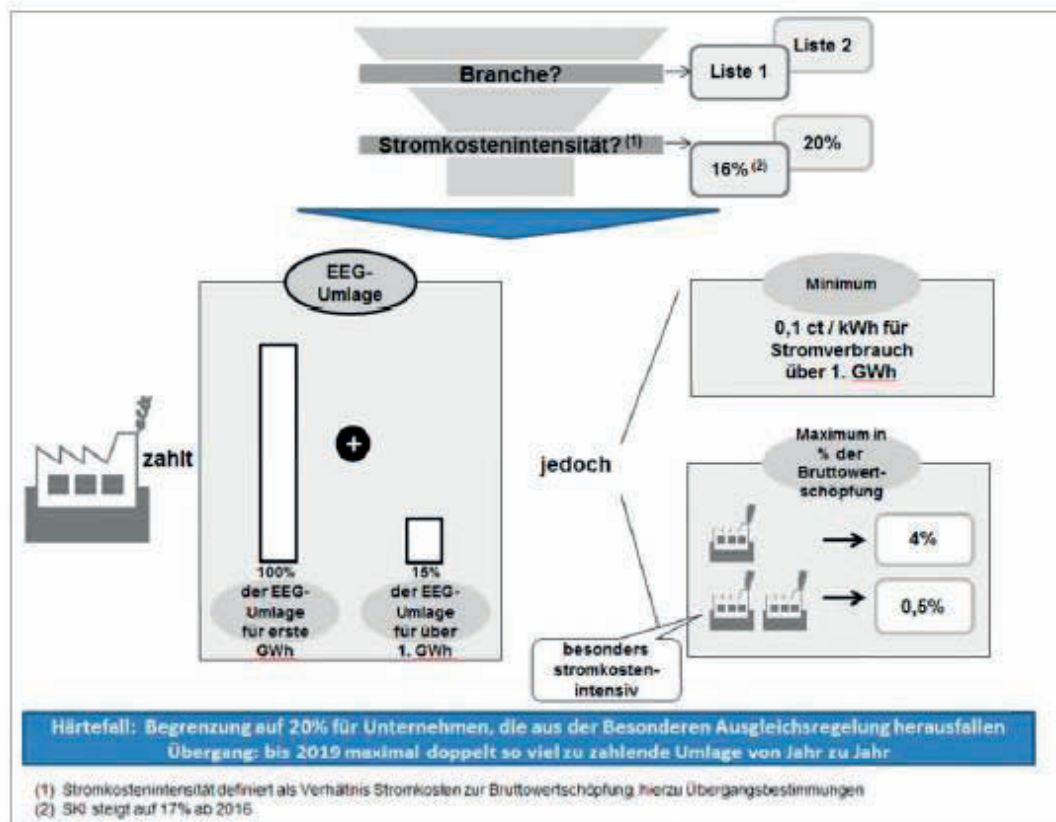 Branche?
Liste 1
Liste 2
Stromkostenintensität? (1)
16% (2)
20%
EEG-
Umlage
zahlt
100%
der EEG-
Umlage
für erste
GWh
15%
der EEG-
Umlage
für über
1. GWh
jedoch
Minimum
0,1 ct / kWh für
Stromverbrauch
über 1. GWh
Maximum in
% der
Bruttowert-
schöpfung
4%
0,5%
besonders
stromkosten-
intensiv
Härtefall: Begrenzung auf 20% für Unternehmen, die aus der Besonderen Ausgleichsregelung herausfallen
Übergang: bis 2019 maximal doppelt so viel zu zahlende Umlage von Jahr zu Jahr
(1) Stromkostenintensität definiert als Verhältnis Stromkosten zur Bruttowertschöpfung, hierzu Übergangsbestimmungen
(2) SKI steigt auf 17% ab 2016